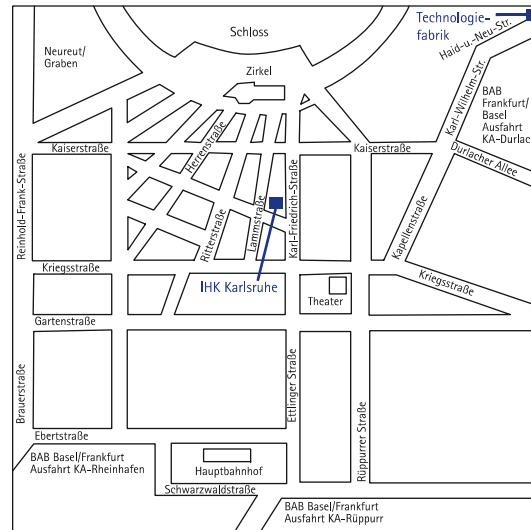 Schloss
Technologie-
fabrik
Haid-u.-Neu-Str.
Neureut/
Graben
Zirkel
Karl-Wilhelm-Str.
BAB
Frankfurt/
Basel
Ausfahrt
KA-Durlac
Herrenstraße
Kaiserstraße
Kaiserstraße
Durlacher Allee
Reinhold-Frank-Straße
Ritterstraße
Lammstraße
Karl-Friedrich-Straße
Kapellenstraße
Kriegsstraße
IHK Karlsruhe
Kriegsstraße
Theater
Gartenstraße
Brauerstraße
Ettlinger Straße
Rüppurrer Straße
Ebertstraße
BAB Basel/Frankfurt
Ausfahrt KA-Rheinhafen
Hauptbahnhof
Schwarzwaldstraße
BAB Basel/Frankfurt
Ausfahrt KA-Rüppurr